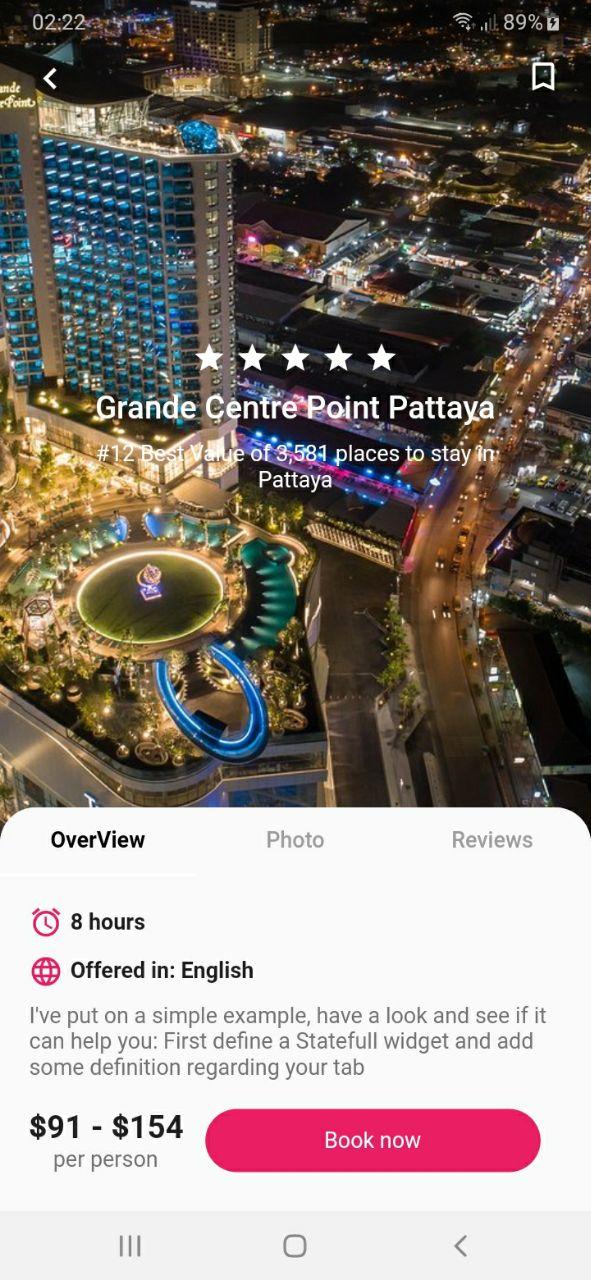 02:22
89%
Grande Centre Point Pattaya
#12 Best Value of 3,581 places to stay in
Pattaya
OverView
Photo
Reviews
8 hours
Offered in: English
I've put on a simple example, have a look and see if it
can help you: First define a Statefull widget and add
some definition regarding your tab
$91 - $154
per person
Book now